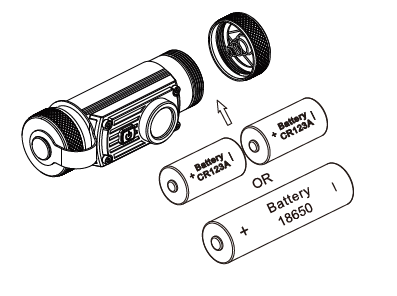 + Battery –
CR123A
+ Battery –
CR123A
OR
+ Battery –
18650